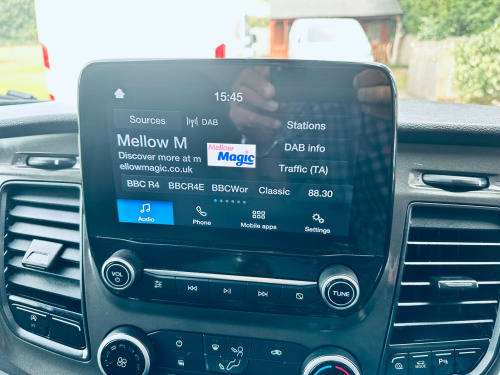 15:45
Sources
DAB
Stations
Mellow M
Mellow
Magic
DAB info
Discover more at m
ellowmagic.co.uk
Traffic (TA)
BBC R4 BBCR4E BBCWor Classic 88.30
Audio
Phone
Mobile apps
Settings
VOL
TUNE